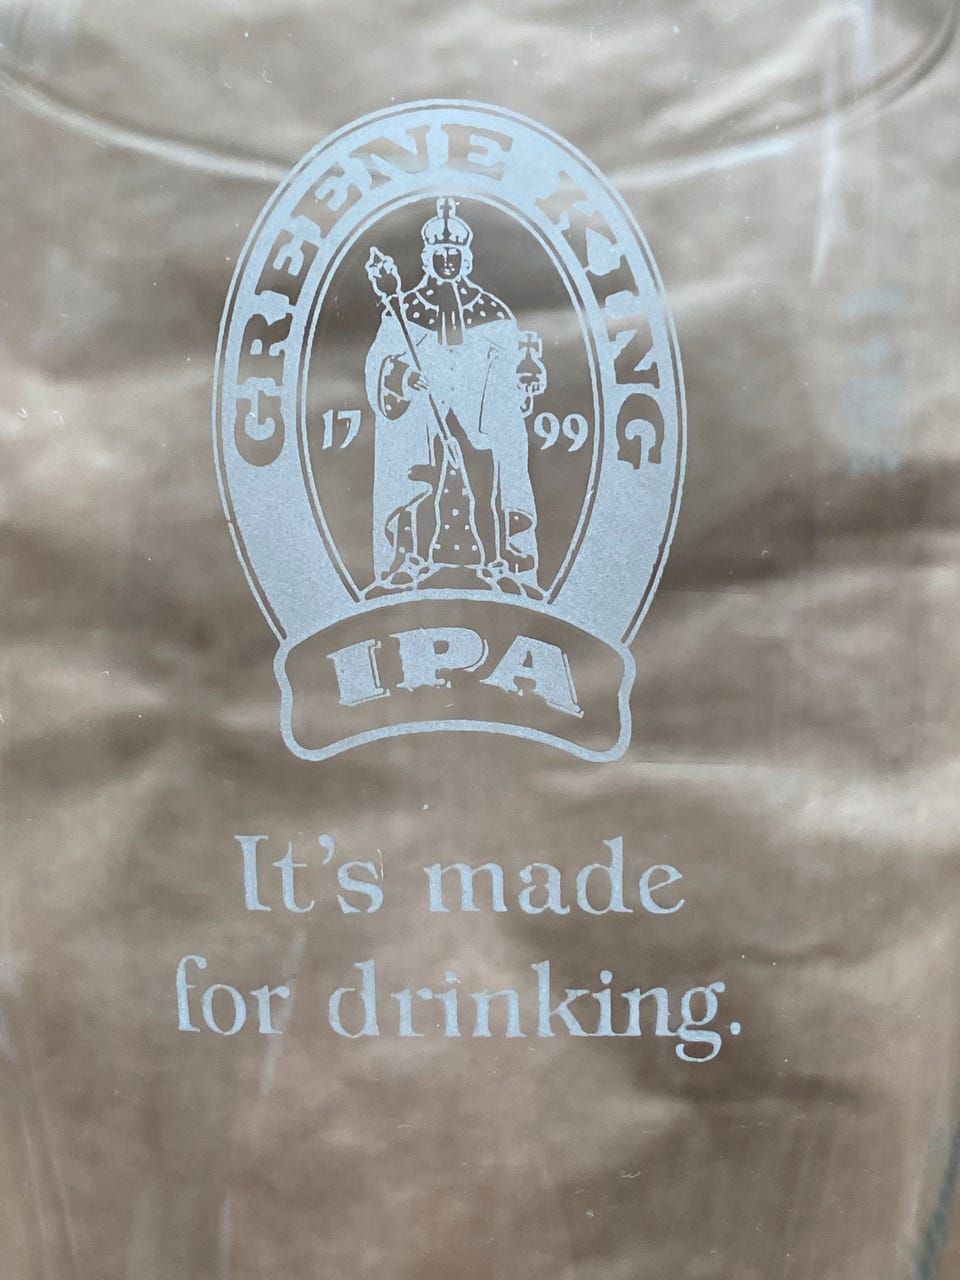 GREENE KING
17 99
IPA
It's made
for drinking.